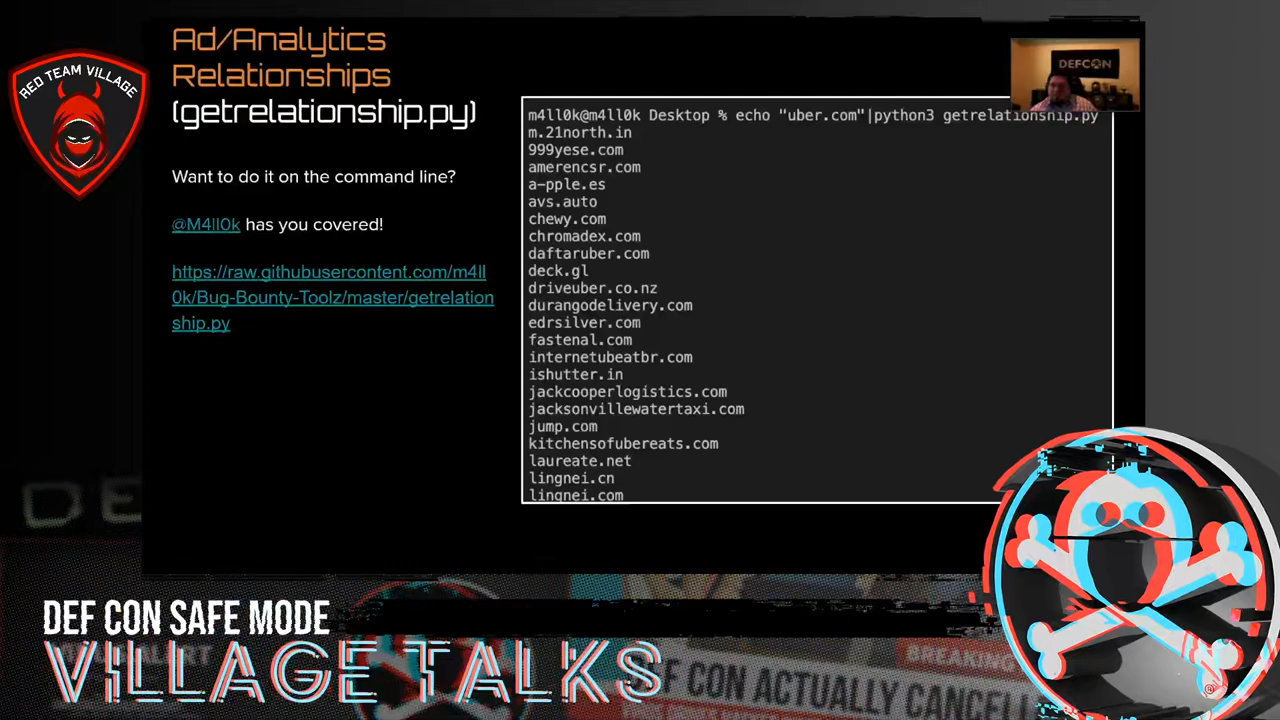 RED TEAM VILLAGE
Ad/Analytics
Relationships
(getrelationship.py)
Want to do it on the command line?
@M4ll0k has you covered!
https://raw.githubusercontent.com/m4ll
0k/Bug-Bounty-Toolz/master/getrelation
ship.py
DEFCON
m4ll0k@m4ll0k Desktop % echo "uber.com"|python3 getrelationship.py
m.21north.in
999yese.com
amerencsr.com
a-pple.es
avs.auto
chewy.com
chromadex.com
daftaruber.com
deck.gl
driveuber.co.nz
durangodelivery.com
edrsilver.com
fastenal.com
internetubeatbr.com
ishutter.in
jackcooperlogistics.com
jacksonvillewatertaxi.com
jump.com
kitchensofubereats.com
laureate.net
lingnei.cn
lingnei.com
DEF CON SAFE MODE
VILLAGE TALKS
BREAKING
DEF CON ACTUALLY CANCELL